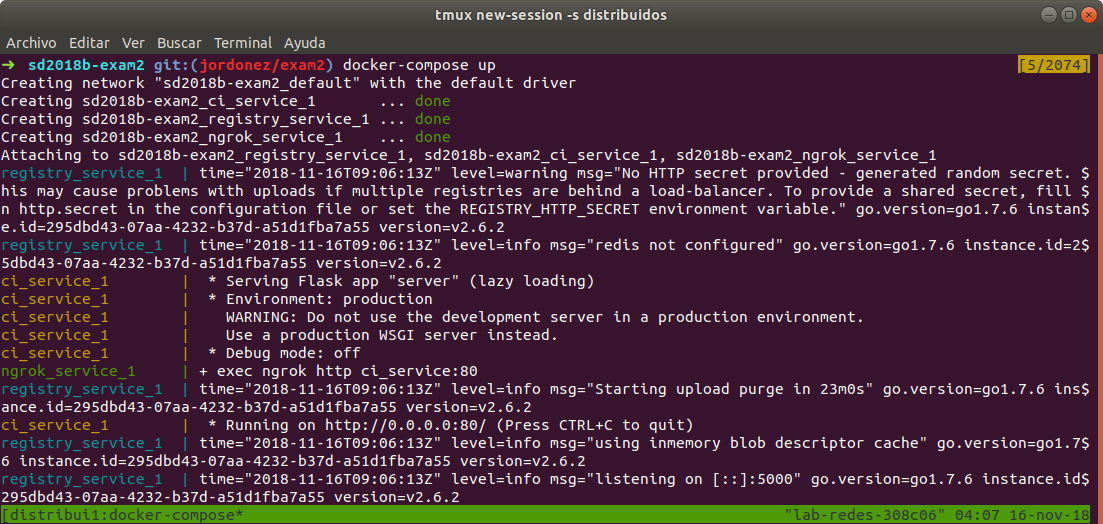 tmux new-session -s distribuidos
Archivo Editar Ver Buscar Terminal Ayuda
→ sd2018b-exam2 git:(jordonez/exam2) docker-compose up [5/2074]
Creating network "sd2018b-exam2_default" with the default driver
Creating sd2018b-exam2_ci_service_1       ... done
Creating sd2018b-exam2_registry_service_1 ... done
Creating sd2018b-exam2_ngrok_service_1    ... done
Attaching to sd2018b-exam2_registry_service_1, sd2018b-exam2_ci_service_1, sd2018b-exam2_ngrok_service_1
registry_service_1  | time="2018-11-16T09:06:13Z" level=warning msg="No HTTP secret provided - generated random secret. $
his may cause problems with uploads if multiple registries are behind a load-balancer. To provide a shared secret, fill $
n http.secret in the configuration file or set the REGISTRY_HTTP_SECRET environment variable." go.version=go1.7.6 instan$
e.id=295dbd43-07aa-4232-b37d-a51d1fba7a55 version=v2.6.2
registry_service_1  | time="2018-11-16T09:06:13Z" level=info msg="redis not configured" go.version=go1.7.6 instance.id=2$
5dbd43-07aa-4232-b37d-a51d1fba7a55 version=v2.6.2
ci_service_1        |  * Serving Flask app "server" (lazy loading)
ci_service_1        |  * Environment: production
ci_service_1        |    WARNING: Do not use the development server in a production environment.
ci_service_1        |    Use a production WSGI server instead.
ci_service_1        |  * Debug mode: off
ngrok_service_1     | + exec ngrok http ci_service:80
registry_service_1  | time="2018-11-16T09:06:13Z" level=info msg="Starting upload purge in 23m0s" go.version=go1.7.6 ins$
ance.id=295dbd43-07aa-4232-b37d-a51d1fba7a55 version=v2.6.2
ci_service_1        |  * Running on http://0.0.0.0:80/ (Press CTRL+C to quit)
registry_service_1  | time="2018-11-16T09:06:13Z" level=info msg="using inmemory blob descriptor cache" go.version=go1.7$
6 instance.id=295dbd43-07aa-4232-b37d-a51d1fba7a55 version=v2.6.2
registry_service_1  | time="2018-11-16T09:06:13Z" level=info msg="listening on [::]:5000" go.version=go1.7.6 instance.id$
295dbd43-07aa-4232-b37d-a51d1fba7a55 version=v2.6.2
[distribui1:docker-compose* "lab-redes-308c06" 04:07 16-nov-18